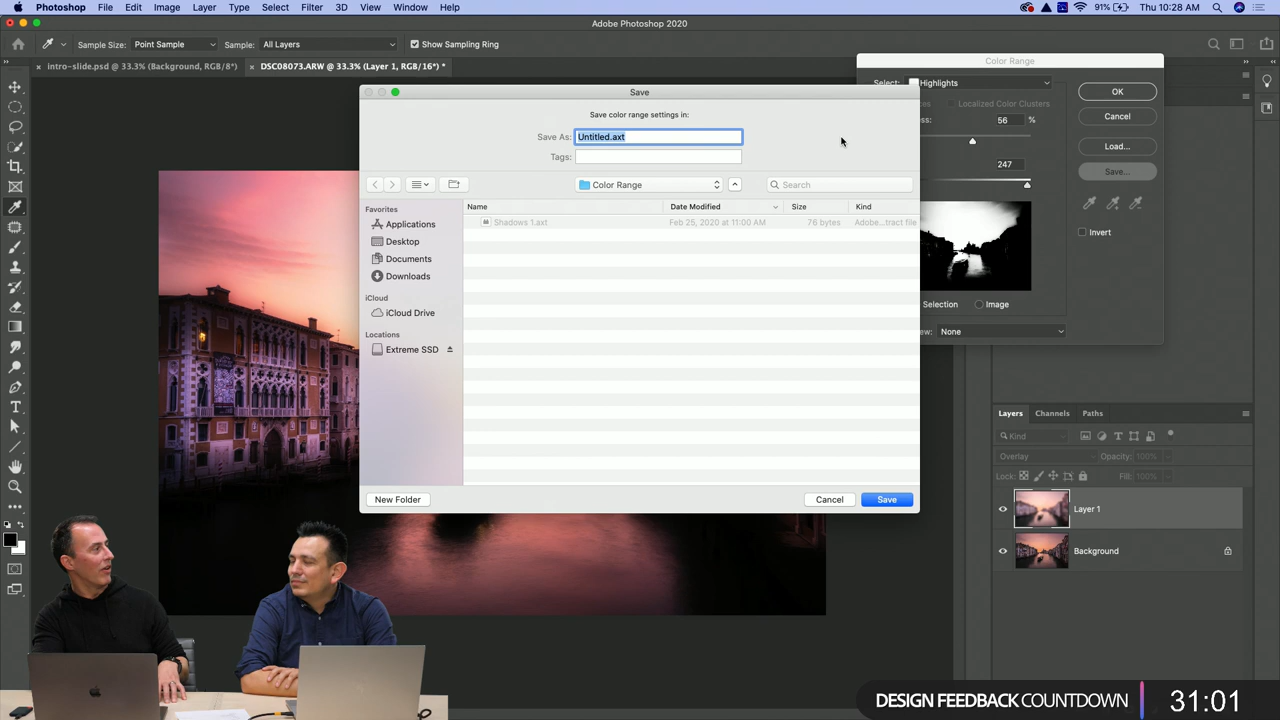 Photoshop File Edit Image Layer Type Select Filter 3D View Window Help 91% Thu 10:28 AM
Adobe Photoshop 2020
Sample Size: Point Sample Sample: All Layers Show Sampling Ring
intro-slide.psd @ 33.3% (Background, RGB/8*) DSC08073.ARW @ 33.3% (Layer 1, RGB/16*) *
Color Range
Select: Highlights
Localized Color Clusters
56 %
247
OK
Cancel
Load...
Save...
Invert
Selection Image
None
Save
Save color range settings in:
Save As: Untitled.axt
Tags:
Color Range Search
Favorites
Applications
Desktop
Documents
Downloads
iCloud
iCloud Drive
Locations
Extreme SSD
Name Date Modified Size Kind
Shadows 1.axt Feb 25, 2020 at 11:00 AM 76 bytes Adobe...tract file
New Folder Cancel Save
Layers Channels Paths
Kind
Overlay Opacity: 100%
Lock: Fill: 100%
Layer 1
Background
DESIGN FEEDBACK COUNTDOWN 31:01